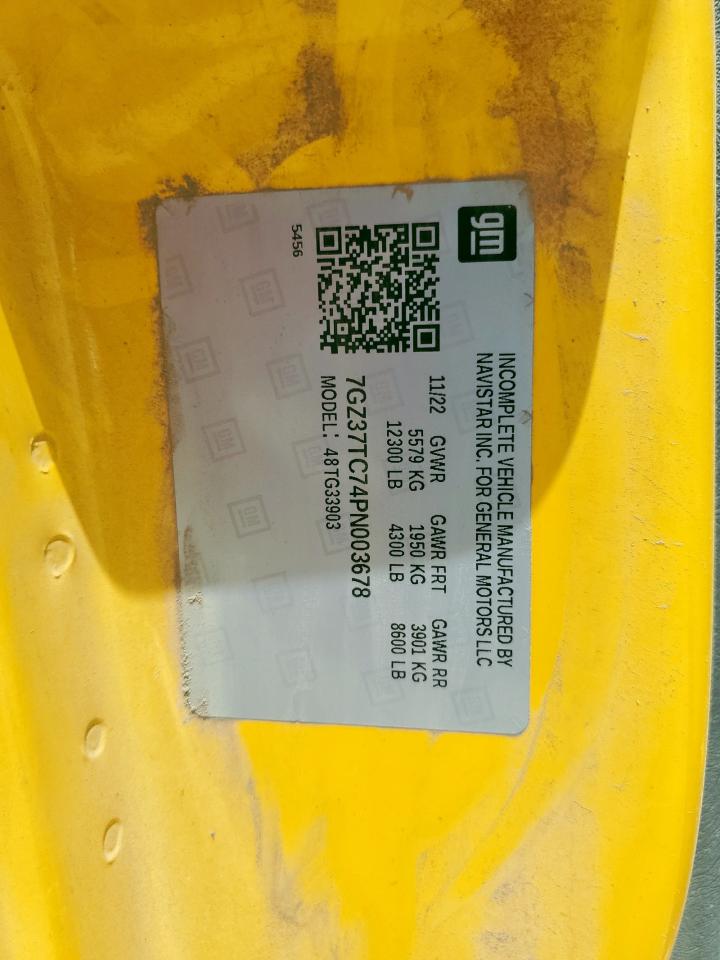 gm
INCOMPLETE VEHICLE MANUFACTURED BY
NAVISTAR INC. FOR GENERAL MOTORS LLC
11/22 GVWR GAWR FRT GAWR RR
5579 KG 1950 KG 3901 KG
12300 LB 4300 LB 8600 LB
7GZ37TC74PN003678
MODEL: 48TG33903
5456